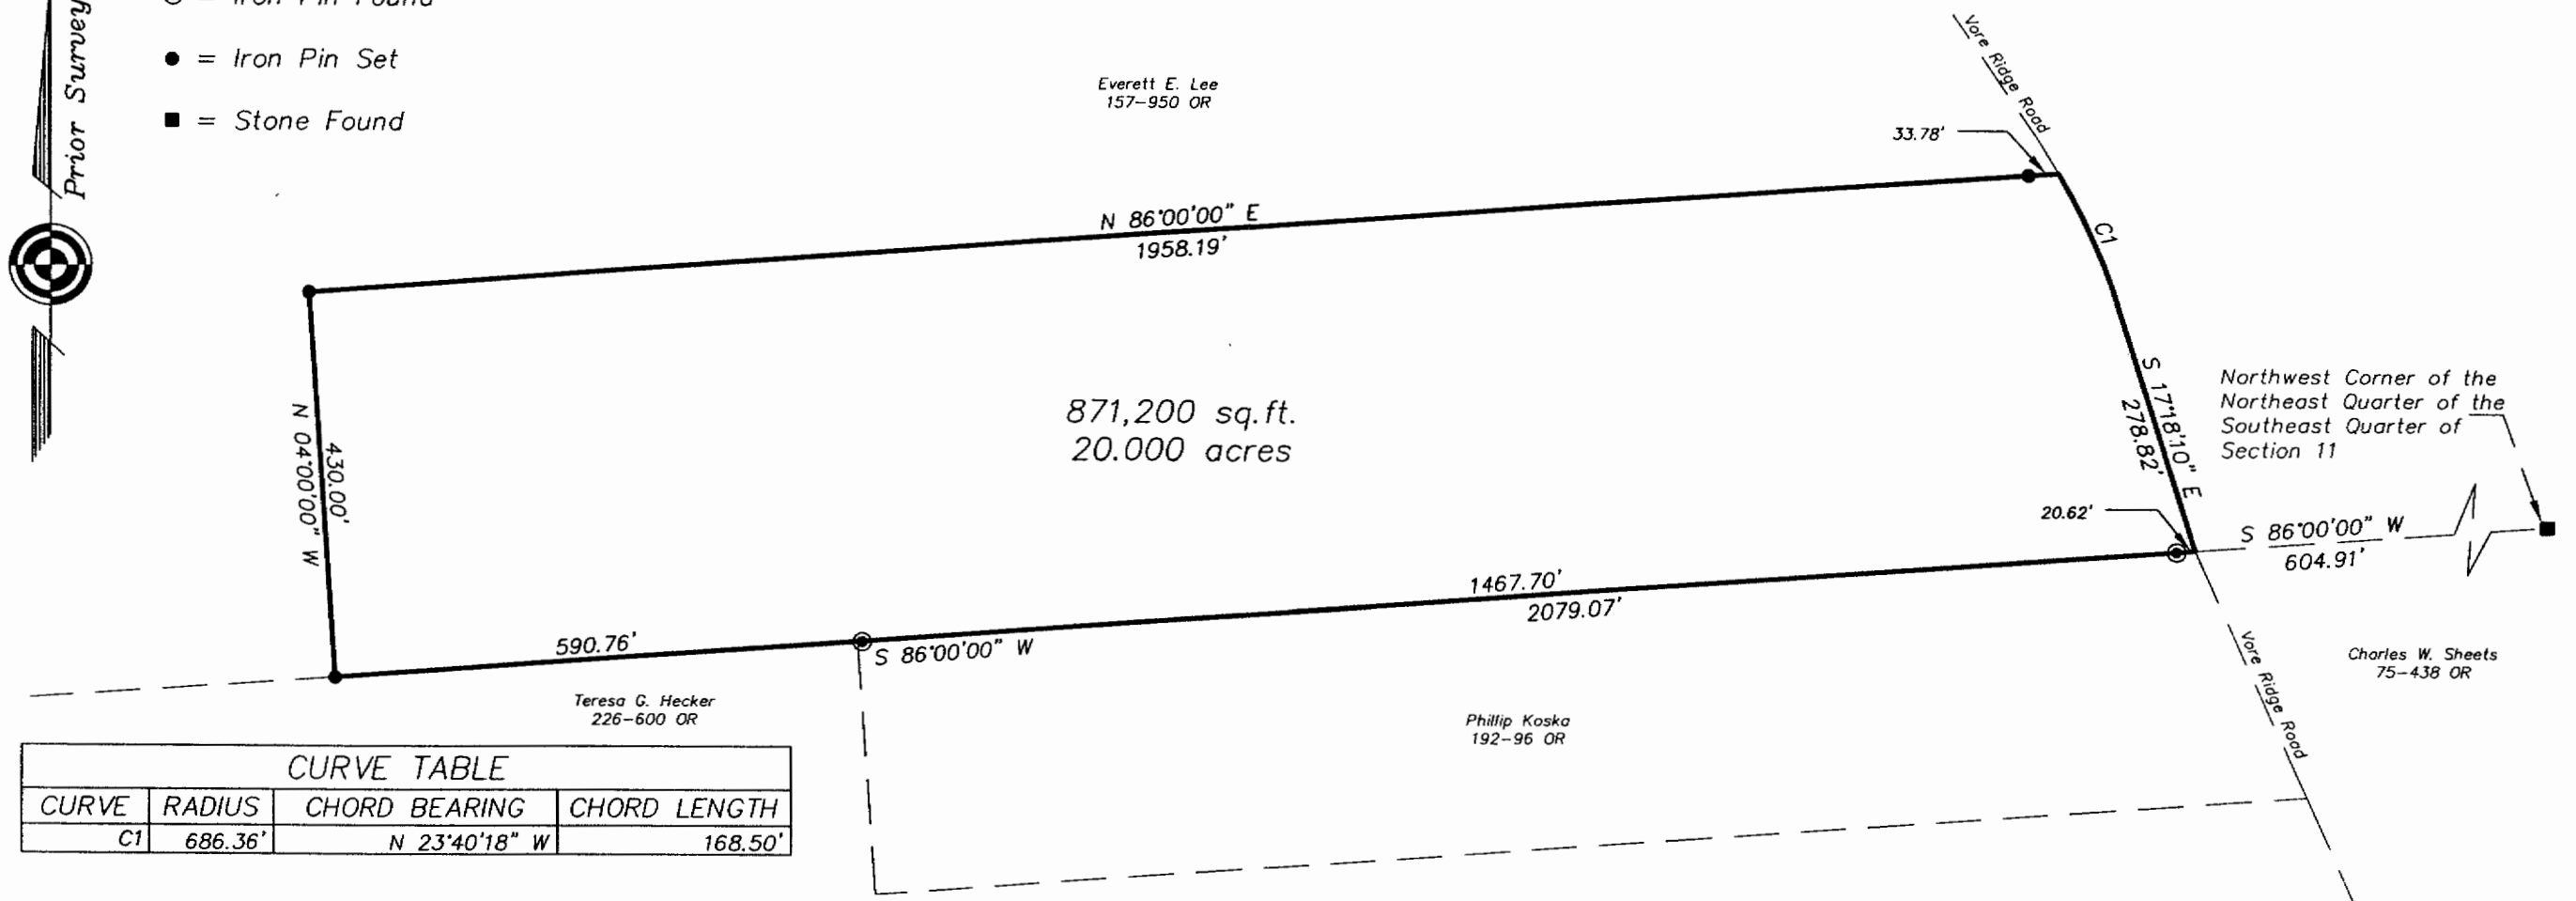 Prior Survey
= Iron Pin Found
= Iron Pin Set
= Stone Found
Everett E. Lee
157-950 OR
Vore Ridge Road
33.78'
N 86°00'00" E
1958.19'
C1
N 04°00'00" W
430.00'
871,200 sq.ft.
20.000 acres
S 17°18'10" E
278.82'
Northwest Corner of the
Northeast Quarter of the
Southeast Quarter of
Section 11
20.62'
S 86°00'00" W
604.91'
590.76'
S 86°00'00" W
1467.70'
2079.07'
Teresa G. Hecker
226-600 OR
Phillip Koska
192-96 OR
Vore Ridge Road
Charles W. Sheets
75-438 OR
CURVE TABLE
CURVE RADIUS CHORD BEARING CHORD LENGTH
C1 686.36' N 23°40'18" W 168.50'